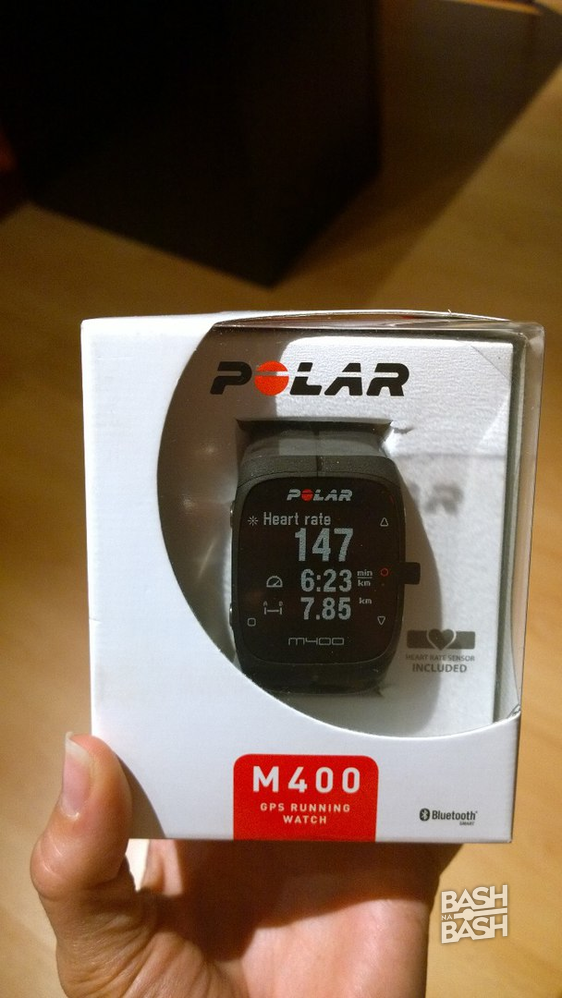 POLAR
POLAR
Heart rate
147
6:23 min/km
A B
7.85 km
M400
HEART RATE SENSOR
INCLUDED
M400
GPS RUNNING
WATCH
Bluetooth®
SMART
BASH
NA
BASH